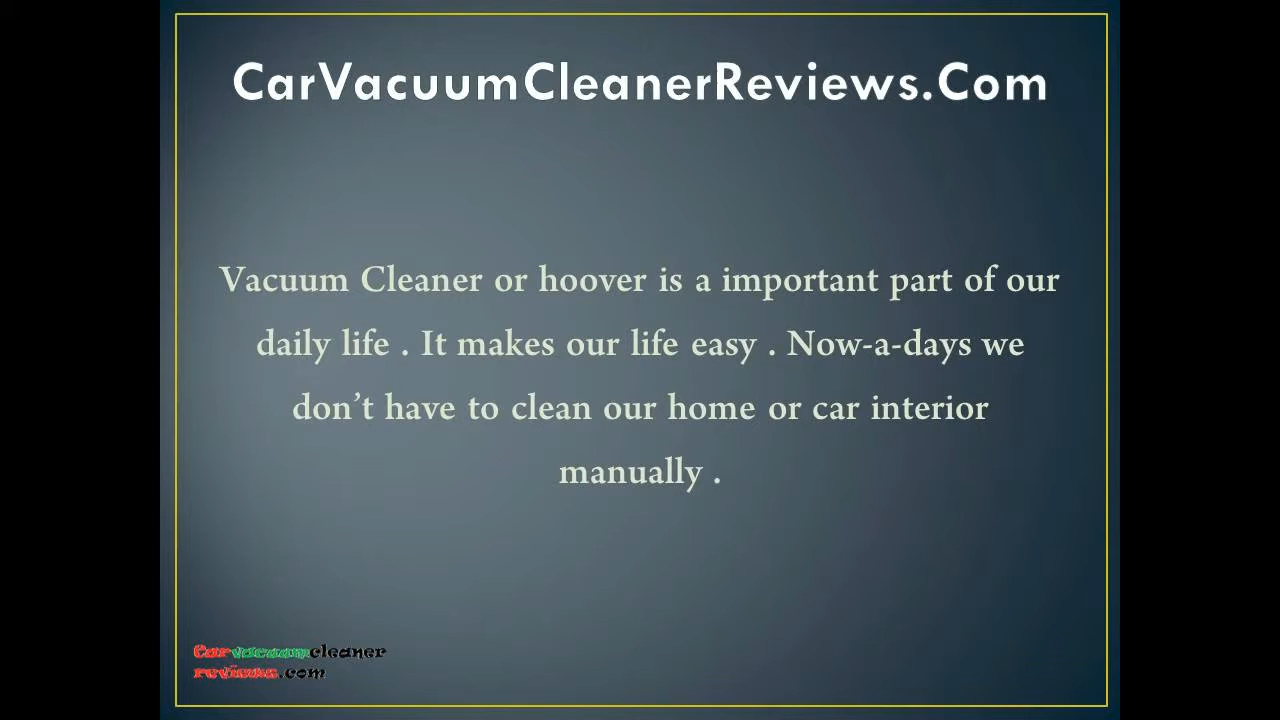 CarVacuumCleanerReviews.Com
Vacuum Cleaner or hoover is a important part of our
daily life . It makes our life easy . Now-a-days we
don’t have to clean our home or car interior
manually .
Carvacuumcleaner
reviews.com